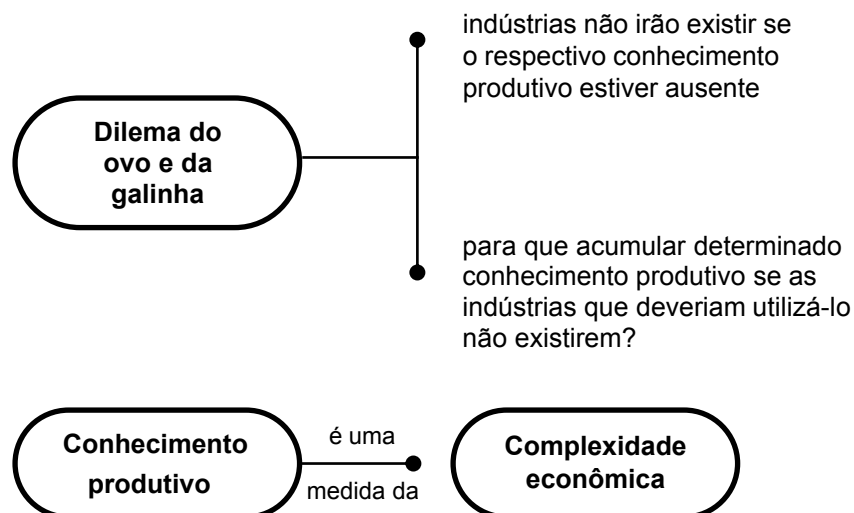 indústrias não irão existir se
o respectivo conhecimento
produtivo estiver ausente
Dilema do
ovo e da
galinha
para que acumular determinado
conhecimento produtivo se as
indústrias que deveriam utilizá-lo
não existirem?
Conhecimento
produtivo
é uma
medida da
Complexidade
econômica